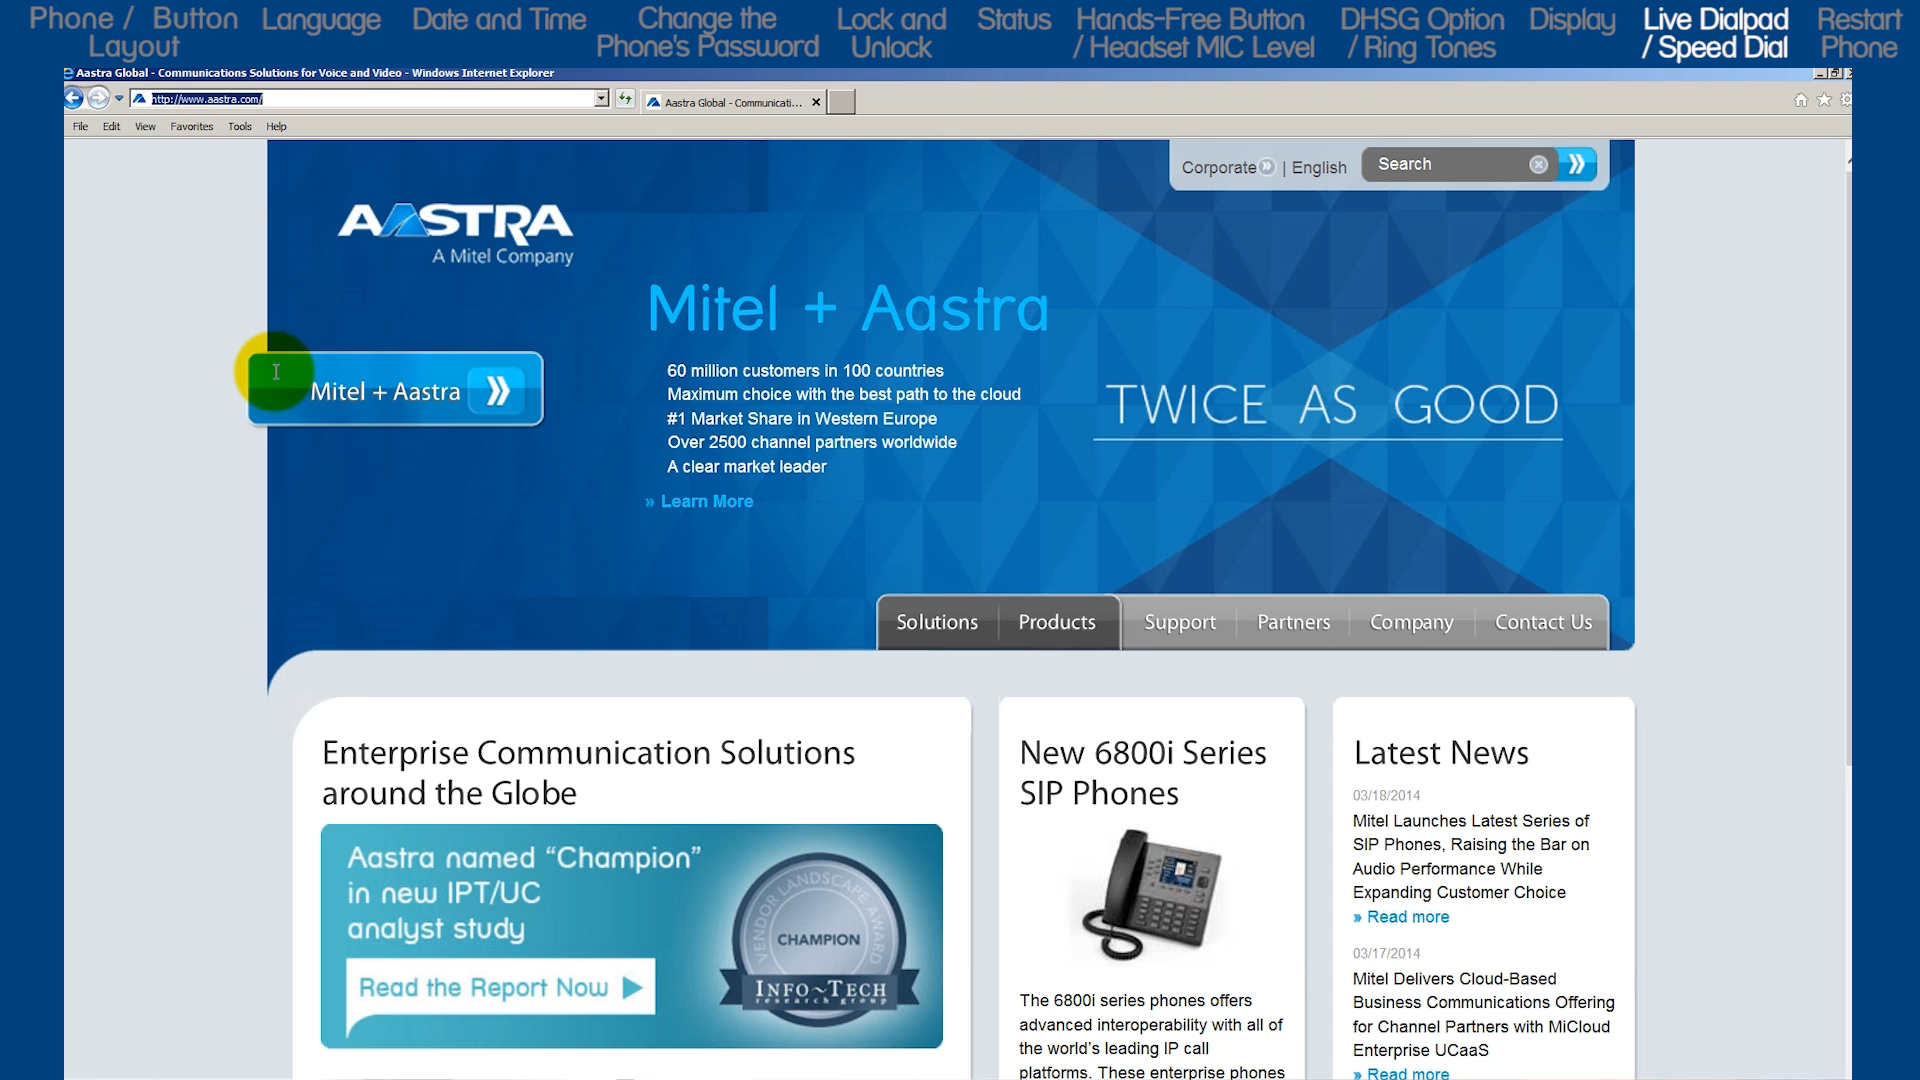 Phone / Button
Layout
Language
Date and Time
Change the
Phone's Password
Lock and
Unlock
Status
Hands-Free Button
/ Headset MIC Level
DHSG Option
/ Ring Tones
Display
Live Dialpad
/ Speed Dial
Restart
Phone
Aastra Global - Communications Solutions for Voice and Video - Windows Internet Explorer
http://www.aastra.com/
Aastra Global - Communicati...
File Edit View Favorites Tools Help
Corporate » | English
Search
AASTRA
A Mitel Company
Mitel + Aastra
Mitel + Aastra »
60 million customers in 100 countries
Maximum choice with the best path to the cloud
#1 Market Share in Western Europe
Over 2500 channel partners worldwide
A clear market leader
» Learn More
TWICE AS GOOD
Solutions Products Support Partners Company Contact Us
Enterprise Communication Solutions
around the Globe
Aastra named “Champion”
in new IPT/UC
analyst study
Read the Report Now
VENDOR LANDSCAPE AWARD
CHAMPION
INFO~TECH
research group
New 6800i Series
SIP Phones
The 6800i series phones offers
advanced interoperability with all of
the world's leading IP call
platforms. These enterprise phones
Latest News
03/18/2014
Mitel Launches Latest Series of
SIP Phones, Raising the Bar on
Audio Performance While
Expanding Customer Choice
» Read more
03/17/2014
Mitel Delivers Cloud-Based
Business Communications Offering
for Channel Partners with MiCloud
Enterprise UCaaS
» Read more